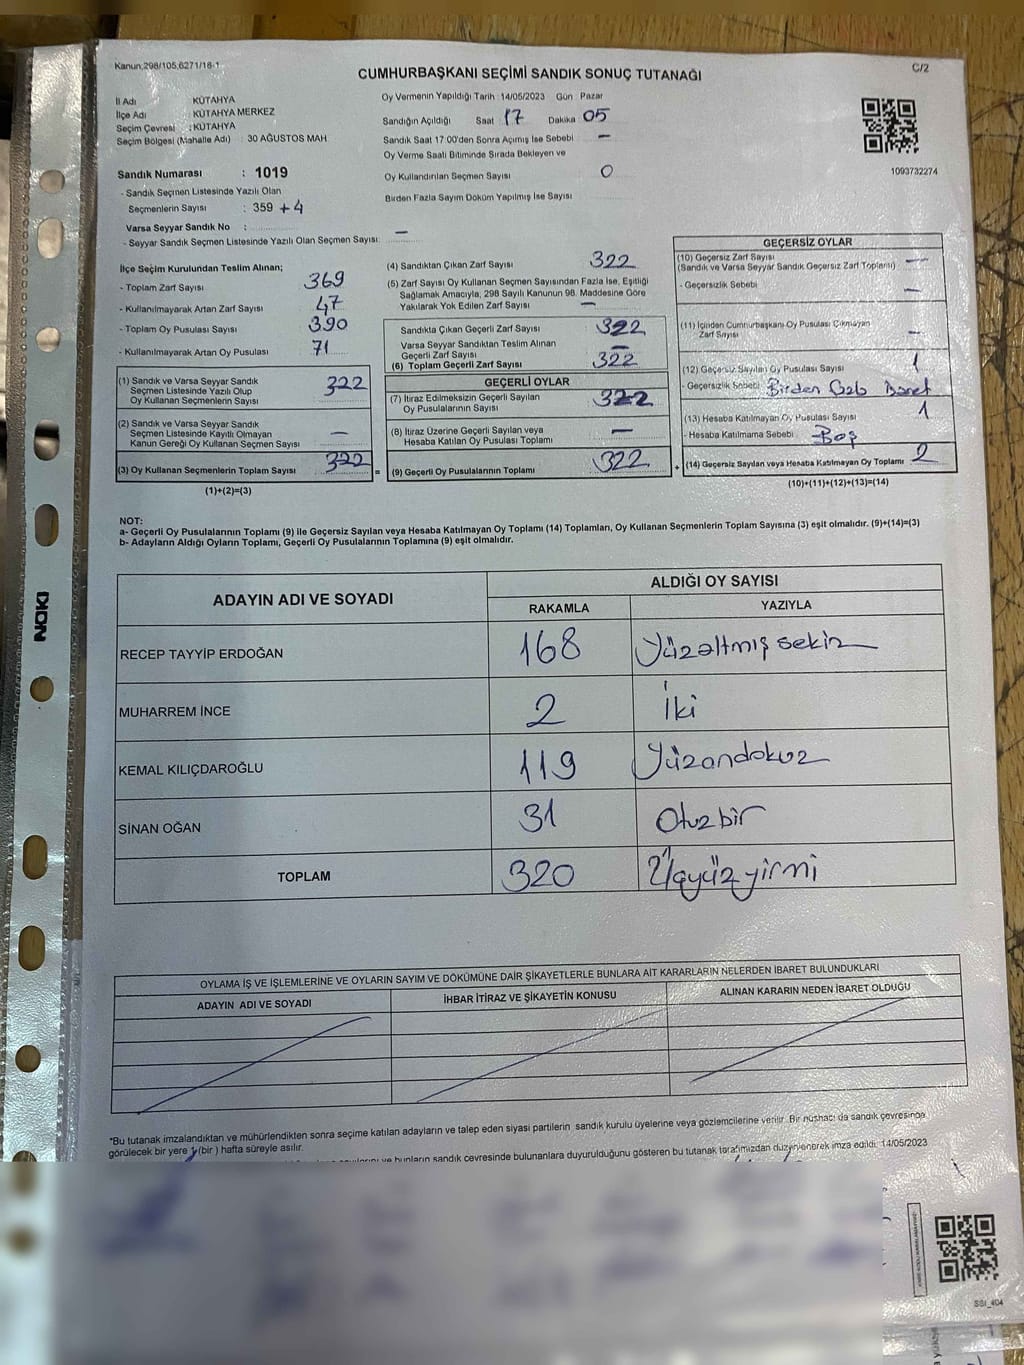 Kanun,298/105,6271/16-1
C/2
CUMHURBAŞKANI SEÇİMİ SANDIK SONUÇ TUTANAĞI
İl Adı : KÜTAHYA
İlçe Adı : KÜTAHYA MERKEZ
Seçim Çevresi : KÜTAHYA
Seçim Bölgesi (Mahalle Adı) : 30 AĞUSTOS MAH
Oy Vermenin Yapıldığı Tarih : 14/05/2023 Gün : Pazar
Sandığın Açıldığı Saat : 17 Dakika : 05
Sandık Saat 17.00'den Sonra Açımış İse Sebebi : -
Oy Verme Saati Bitiminde Sırada Bekleyen ve
Oy Kullandırılan Seçmen Sayısı : 0
Birden Fazla Sayım Döküm Yapılmış İse Sayısı
1093732274
Sandık Numarası : 1019
- Sandık Seçmen Listesinde Yazılı Olan
Seçmenlerin Sayısı : 359 +4
Varsa Seyyar Sandık No :
- Seyyar Sandık Seçmen Listesinde Yazılı Olan Seçmen Sayısı: -
İlçe Seçim Kurulundan Teslim Alınan;
- Toplam Zarf Sayısı : 369
- Kullanılmayarak Artan Zarf Sayısı : 47
- Toplam Oy Pusulası Sayısı : 390
- Kullanılmayarak Artan Oy Pusulası : 71
(1) Sandık ve Varsa Seyyar Sandık
Seçmen Listesinde Yazılı Olup
Oy Kullanan Seçmenlerin Sayısı : 322
(2) Sandık ve Varsa Seyyar Sandık
Seçmen Listesinde Kayıtlı Olmayan
Kanun Gereği Oy Kullanan Seçmen Sayısı : -
(3) Oy Kullanan Seçmenlerin Toplam Sayısı : 322
(1)+(2)=(3)
(4) Sandıktan Çıkan Zarf Sayısı : 322
(5) Zarf Sayısı Oy Kullanan Seçmen Sayısından Fazla İse, Eşitliği
Sağlamak Amacıyla, 298 Sayılı Kanunun 98. Maddesine Göre
Yakılarak Yok Edilen Zarf Sayısı : -
Sandıkta Çıkan Geçerli Zarf Sayısı : 322
Varsa Seyyar Sandıktan Teslim Alınan
Geçerli Zarf Sayısı : -
(6) Toplam Geçerli Zarf Sayısı : 322
GEÇERLİ OYLAR
(7) İtiraz Edilmeksizin Geçerli Sayılan
Oy Pusulalarının Sayısı : 322
(8) İtiraz Üzerine Geçerli Sayılan veya
Hesaba Katılan Oy Pusulası Toplamı : -
= (9) Geçerli Oy Pusulalarının Toplamı : 322
GEÇERSİZ OYLAR
(10) Geçersiz Zarf Sayısı
(Sandık ve Varsa Seyyar Sandık Geçersiz Zarf Toplamı) : -
- Geçersizlik Sebebi : -
(11) İçinden Cumhurbaşkanı Oy Pusulası Çıkmayan
Zarf Sayısı : -
(12) Geçersiz Sayılan Oy Pusulası Sayısı : 1
- Geçersizlik Sebebi : Birden
(13) Hesaba Katılmayan Oy Pusulası Sayısı : 1
- Hesaba Katılmama Sebebi : Boş
+ (14) Geçersiz Sayılan veya Hesaba Katılmayan Oy Toplamı : 2
(10)+(11)+(12)+(13)=(14)
NOT:
a- Geçerli Oy Pusulalarının Toplamı (9) ile Geçersiz Sayılan veya Hesaba Katılmayan Oy Toplamı (14) Toplamları, Oy Kullanan Seçmenlerin Toplam Sayısına (3) eşit olmalıdır. (9)+(14)=(3)
b- Adayların Aldığı Oyların Toplamı, Geçerli Oy Pusulalarının Toplamına (9) eşit olmalıdır.
ADAYIN ADI VE SOYADI
ALDIĞI OY SAYISI
RAKAMLA YAZIYLA
RECEP TAYYİP ERDOĞAN 168 Yüzaltmış sekiz
MUHARREM İNCE 2 İki
KEMAL KILIÇDAROĞLU 119 Yüzondokuz
SİNAN OĞAN 31 Otuzbir
TOPLAM 320 Üçyüzyirmi
OYLAMA İŞ VE İŞLEMLERİNE VE OYLARIN SAYIM VE DÖKÜMÜNE DAİR ŞİKAYETLERLE BUNLARA AİT KARARLARIN NELERDEN İBARET BULUNDUKLARI
ADAYIN ADI VE SOYADI İHBAR İTİRAZ VE ŞİKAYETİN KONUSU ALINAN KARARIN NEDEN İBARET OLDUĞU
*Bu tutanak imzalandıktan ve mühürlendikten sonra seçime katılan adayların ve talep eden siyasi partilerin sandık kurulu üyelerine veya gözlemcilerine verilir. Bir nüshası da sandık çevresinde
görülecek bir yere 1 (bir ) hafta süreyle asılır.
ve bunların sandık çevresinde bulunanlara duyurulduğunu gösteren bu tutanak tarafımızdan düzenlenerek imza edildi. 14/05/2023
SSI_404
NOKI